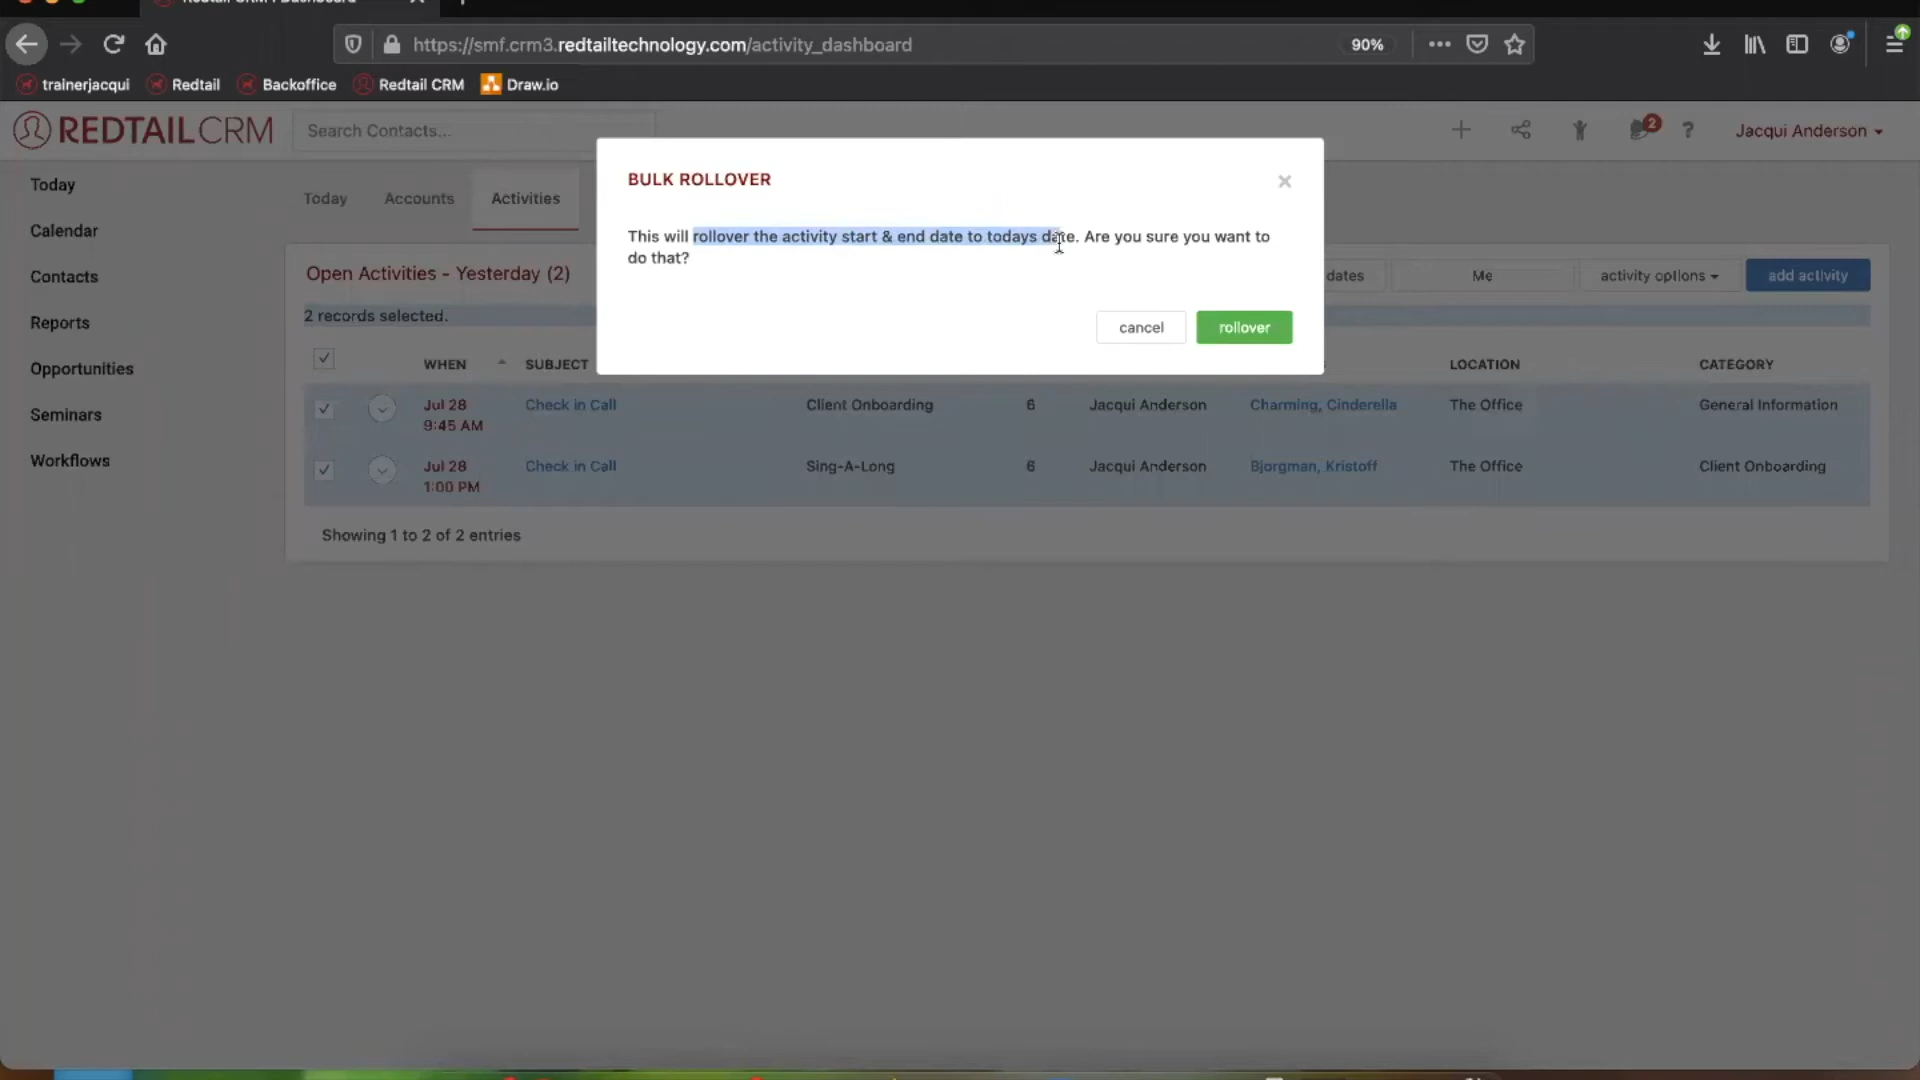 https://smf.crm3.redtailtechnology.com/activity_dashboard
90%
trainerjacqui Redtail Backoffice Redtail CRM Draw.io
REDTAILCRM Search Contacts... 2 ? Jacqui Anderson
Today
Calendar
Contacts
Reports
Opportunities
Seminars
Workflows
Today Accounts Activities
BULK ROLLOVER
This will rollover the activity start & end date to todays date. Are you sure you want to
do that?
cancel rollover
Open Activities - Yesterday (2) dates Me activity options add activity
2 records selected.
WHEN SUBJECT LOCATION CATEGORY
Jul 28 Check in Call Client Onboarding 6 Jacqui Anderson Charming, Cinderella The Office General Information
9:45 AM
Jul 28 Check in Call Sing-A-Long 6 Jacqui Anderson Bjorgman, Kristoff The Office Client Onboarding
1:00 PM
Showing 1 to 2 of 2 entries